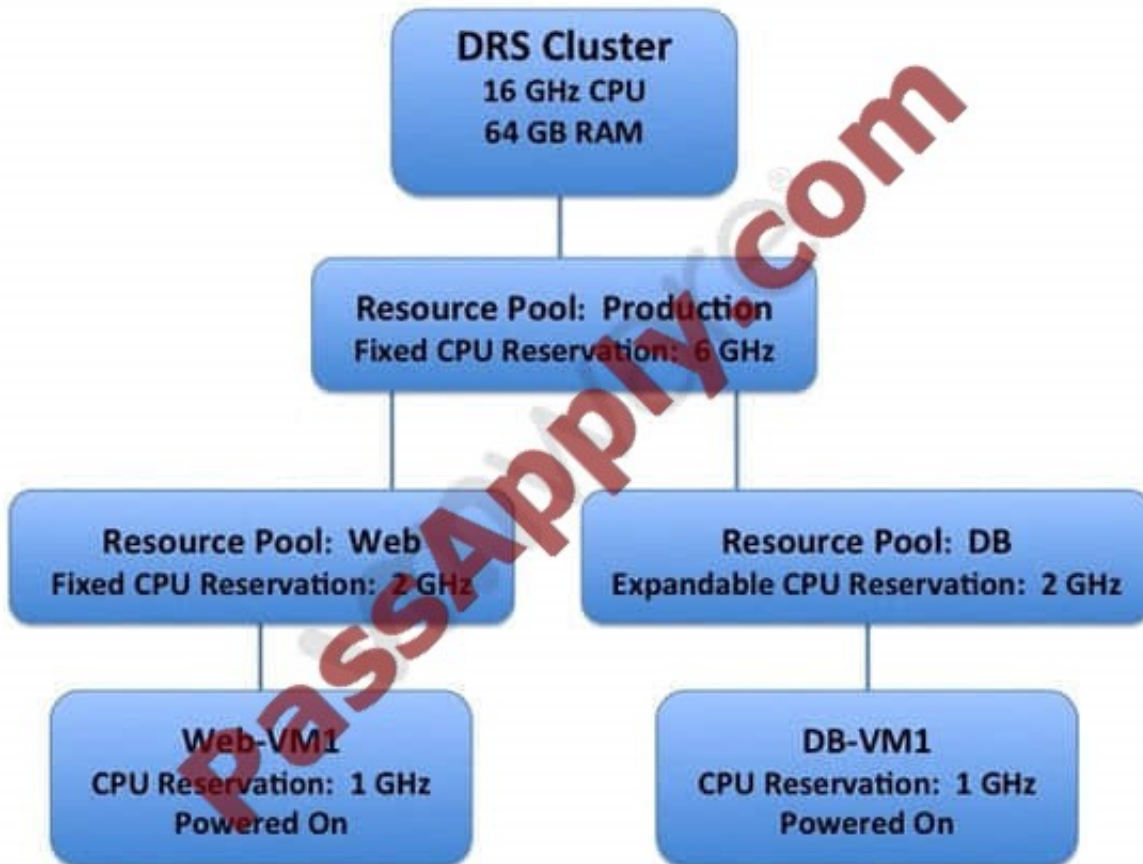 DRS Cluster
16 GHz CPU
64 GB RAM
Resource Pool: Production
Fixed CPU Reservation: 6 GHz
Resource Pool: Web
Fixed CPU Reservation: 2 GHz
Resource Pool: DB
Expandable CPU Reservation: 2 GHz
Web-VM1
CPU Reservation: 1 GHz
Powered On
DB-VM1
CPU Reservation: 1 GHz
Powered On
PassApply.com